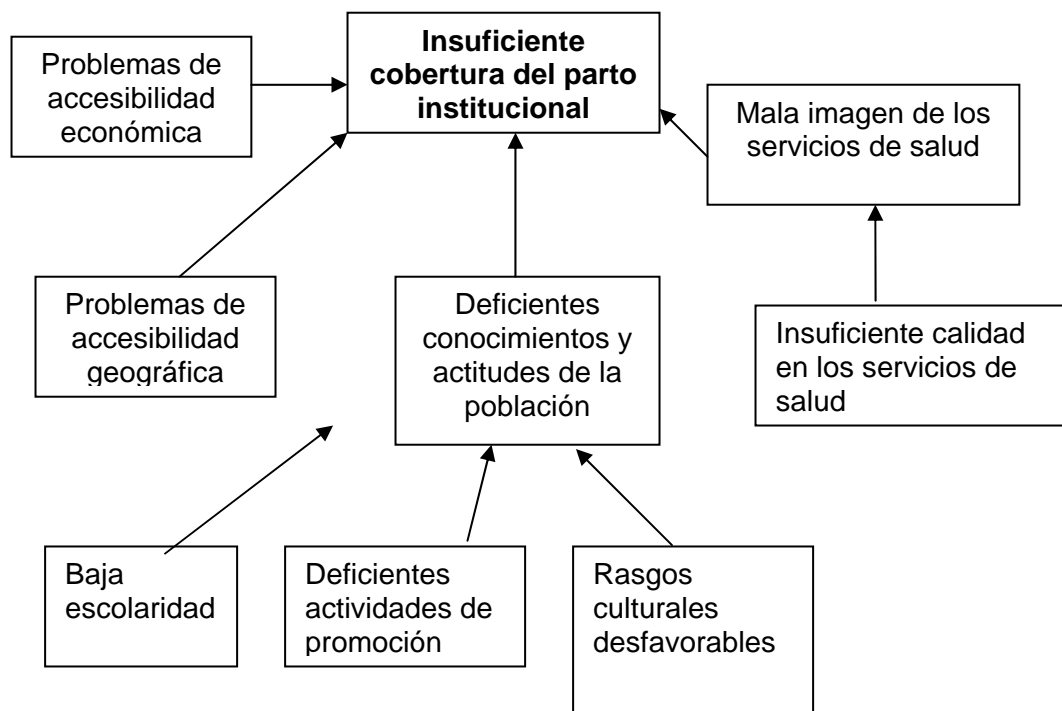 Problemas de
accesibilidad
económica
Insuficiente
cobertura del parto
institucional
Mala imagen de los
servicios de salud
Problemas de
accesibilidad
geográfica
Deficientes
conocimientos y
actitudes de la
población
Insuficiente calidad
en los servicios de
salud
Baja
escolaridad
Deficientes
actividades de
promoción
Rasgos
culturales
desfavorables